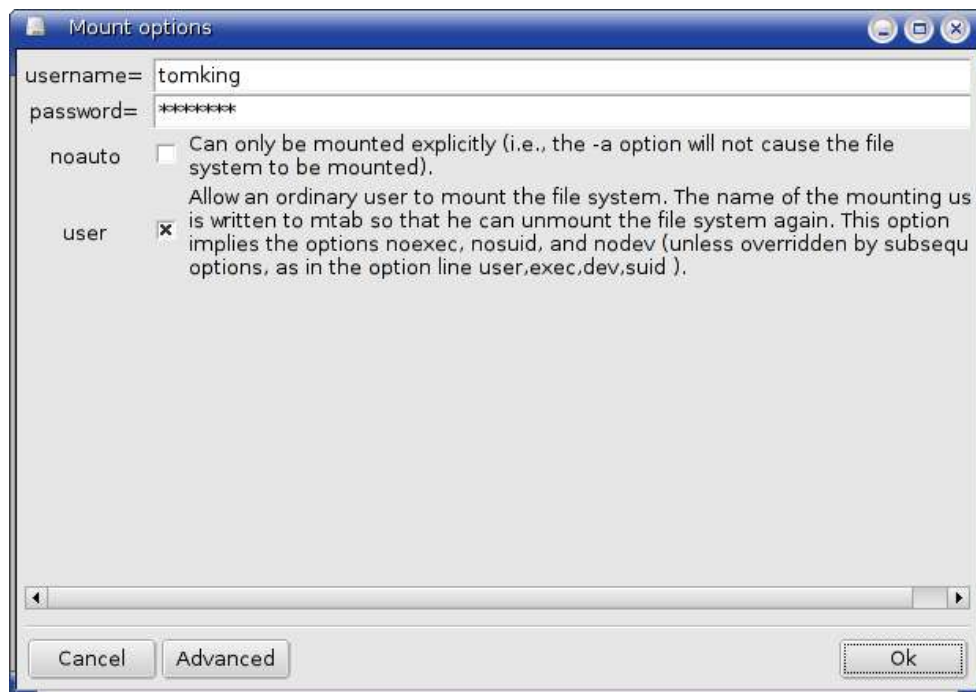 Mount options
username= tomking
password= *******
noauto
Can only be mounted explicitly (i.e., the -a option will not cause the file
system to be mounted).
user
Allow an ordinary user to mount the file system. The name of the mounting us
is written to mtab so that he can unmount the file system again. This option
implies the options noexec, nosuid, and nodev (unless overridden by subsequ
options, as in the option line user,exec,dev,suid ).
Cancel Advanced Ok